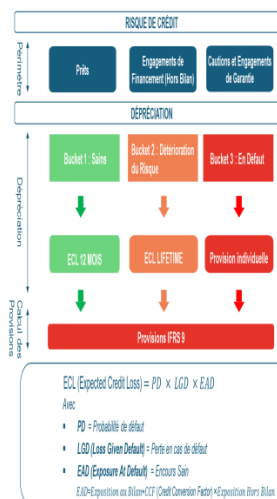 RISQUE DE CRÉDIT
Périmètre
Prêts
Engagements de
Financement (Hors Bilan)
Cautions et Engagements
de Garantie
DÉPRÉCIATION
Dépréciation
Bucket 1 : Sains
Bucket 2 : Détérioration
du Risque
Bucket 3 : En Défaut
ECL 12 MOIS
ECL LIFETIME
Provision individuelle
Calcul des
Provisions
Provisions IFRS 9
ECL (Expected Credit Loss) = PD × LGD × EAD
Avec
▪ PD = Probabilité de défaut
▪ LGD (Loss Given Default) = Perte en cas de défaut
▪ EAD (Exposure At Default) = Encours Sain
EAD=Exposition au Bilan+CCF (Credit Conversion Factor) ×Exposition Hors Bilan